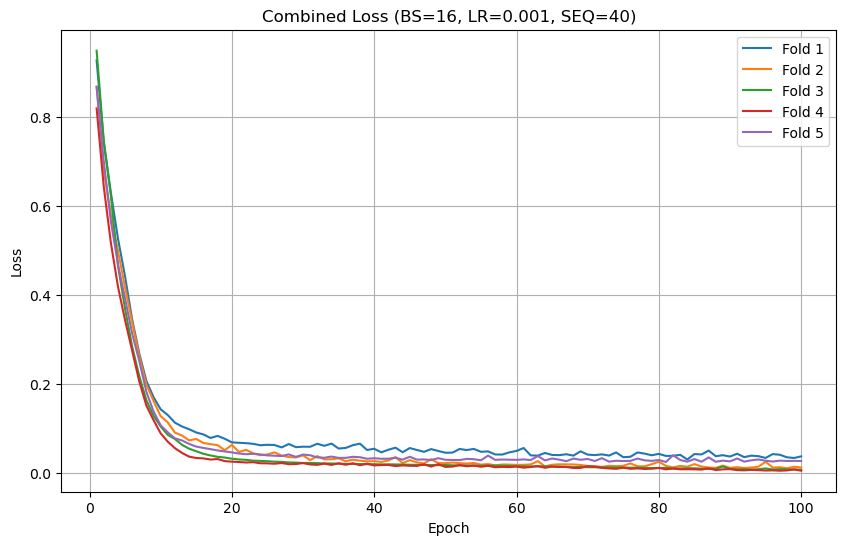 Combined Loss (BS=16, LR=0.001, SEQ=40)
Fold 1
Fold 2
Fold 3
Fold 4
Fold 5
Loss
0.8
0.6
0.4
0.2
0.0
0 20 40 60 80 100
Epoch